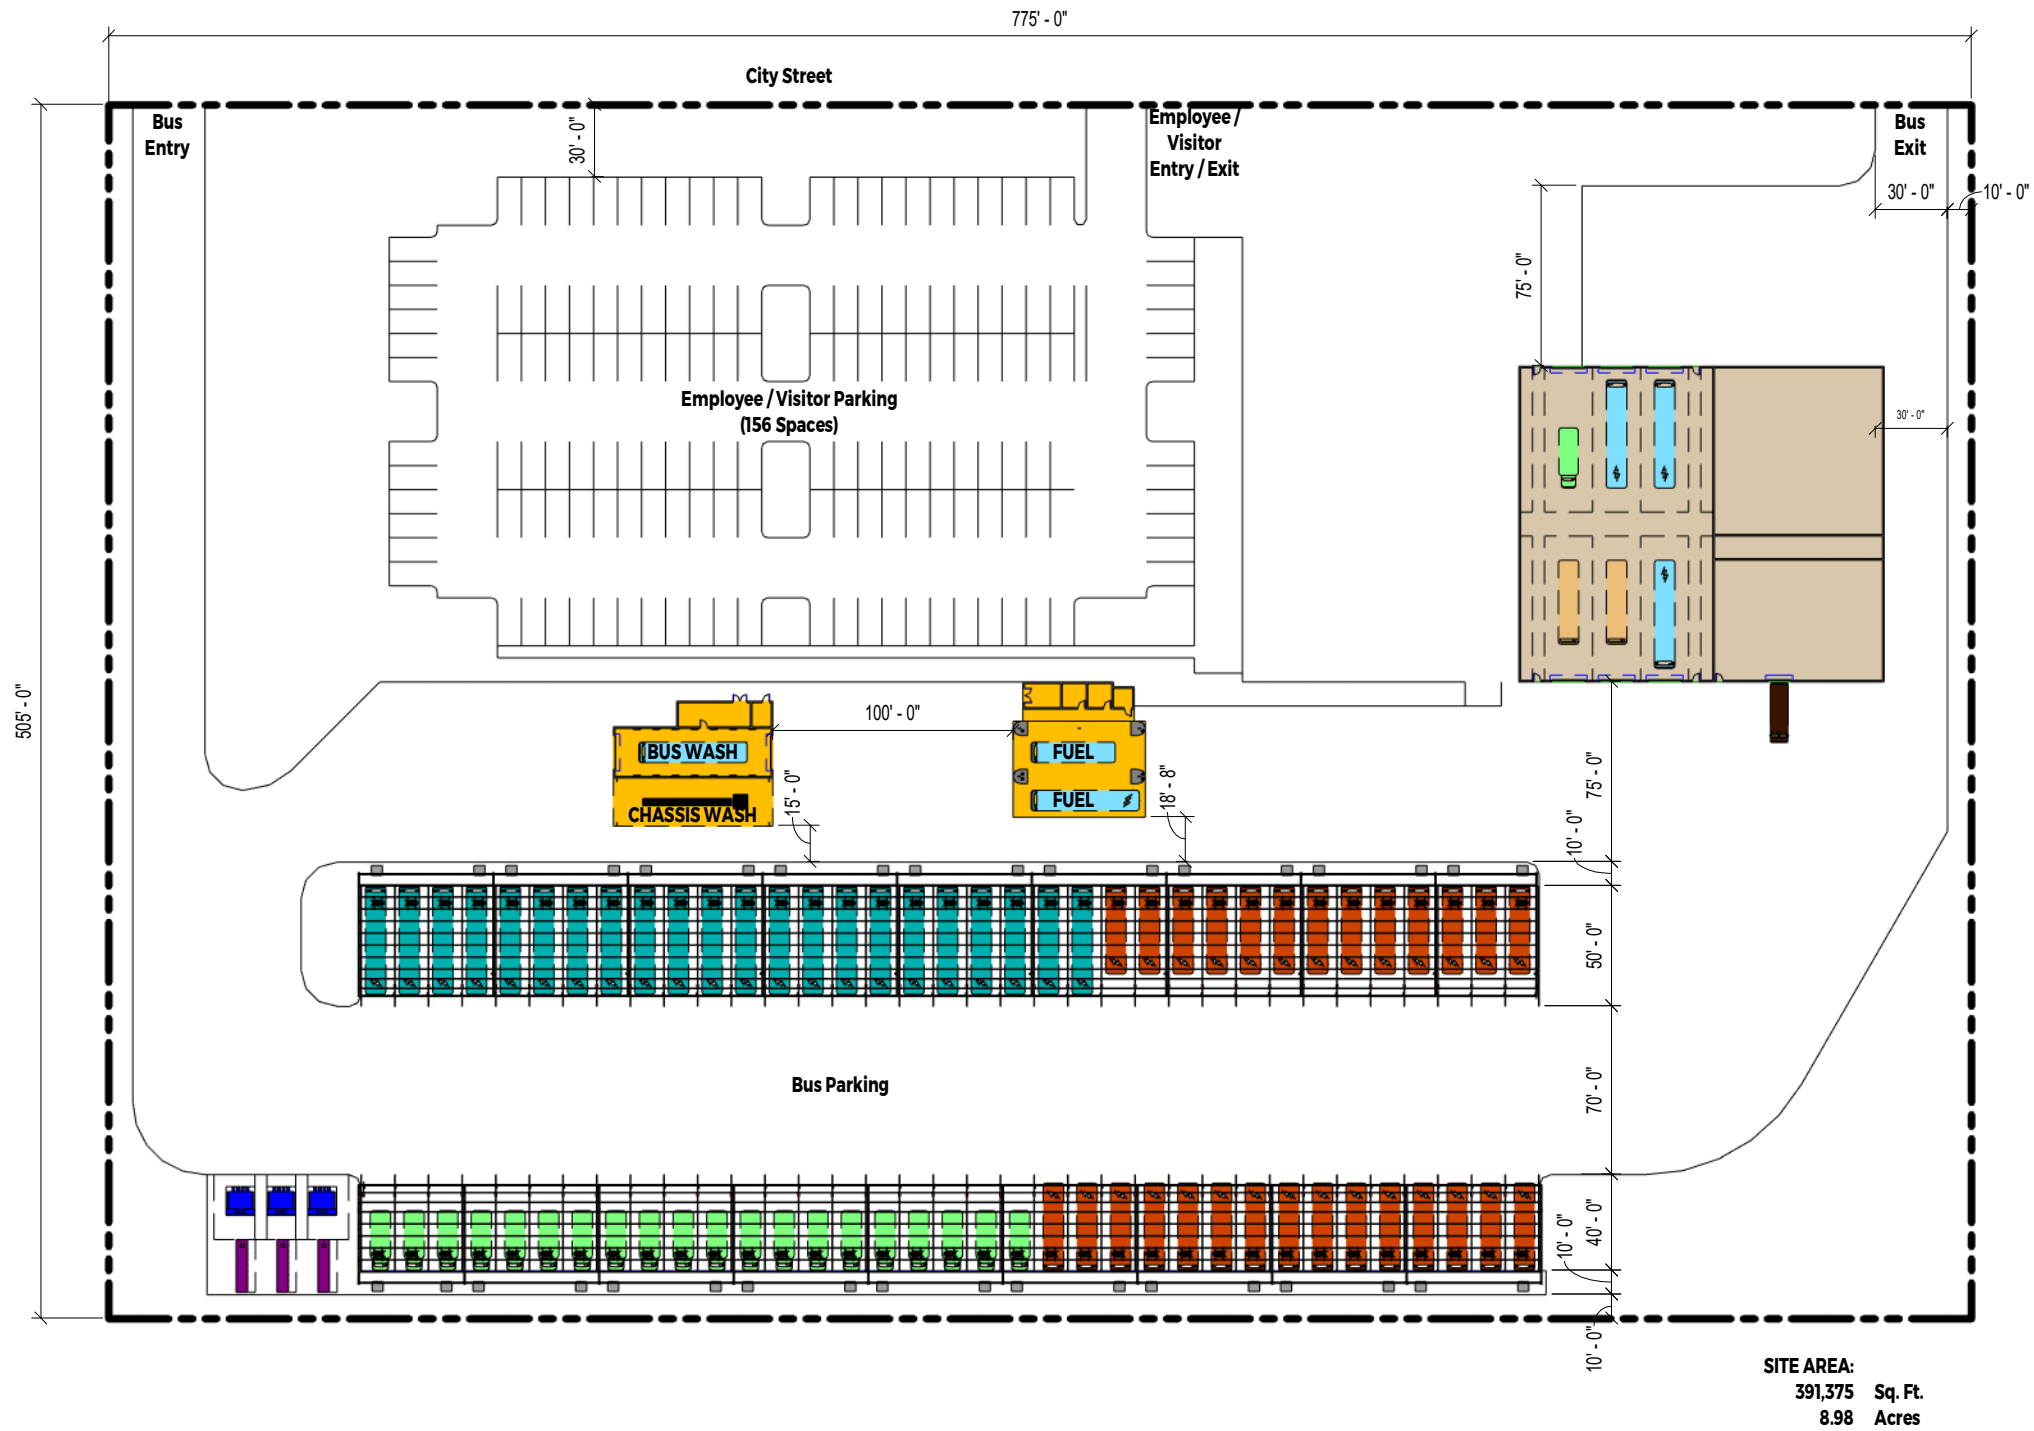 775' - 0"
City Street
Bus
Entry
30' - 0"
Employee /
Visitor
Entry / Exit
Bus
Exit
30' - 0"
10' - 0"
75' - 0"
Employee / Visitor Parking
(156 Spaces)
30' - 0"
505' - 0"
100' - 0"
BUS WASH
CHASSIS WASH
15' - 0"
FUEL
FUEL
18' - 8"
75' - 0"
10' - 0"
50' - 0"
Bus Parking
70' - 0"
40' - 0"
10' - 0"
10' - 0"
SITE AREA:
391,375 Sq. Ft.
8.98 Acres